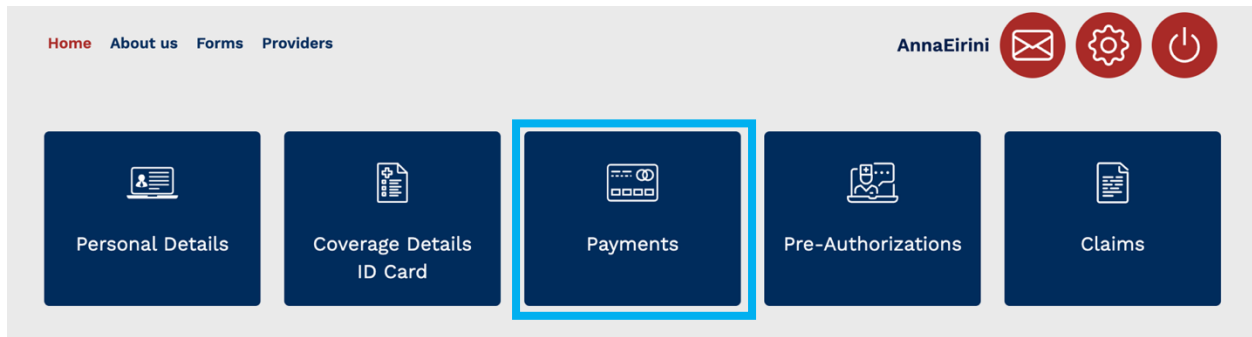 Home About us Forms Providers
AnnaEirini
Personal Details
Coverage Details
ID Card
Payments
Pre-Authorizations
Claims